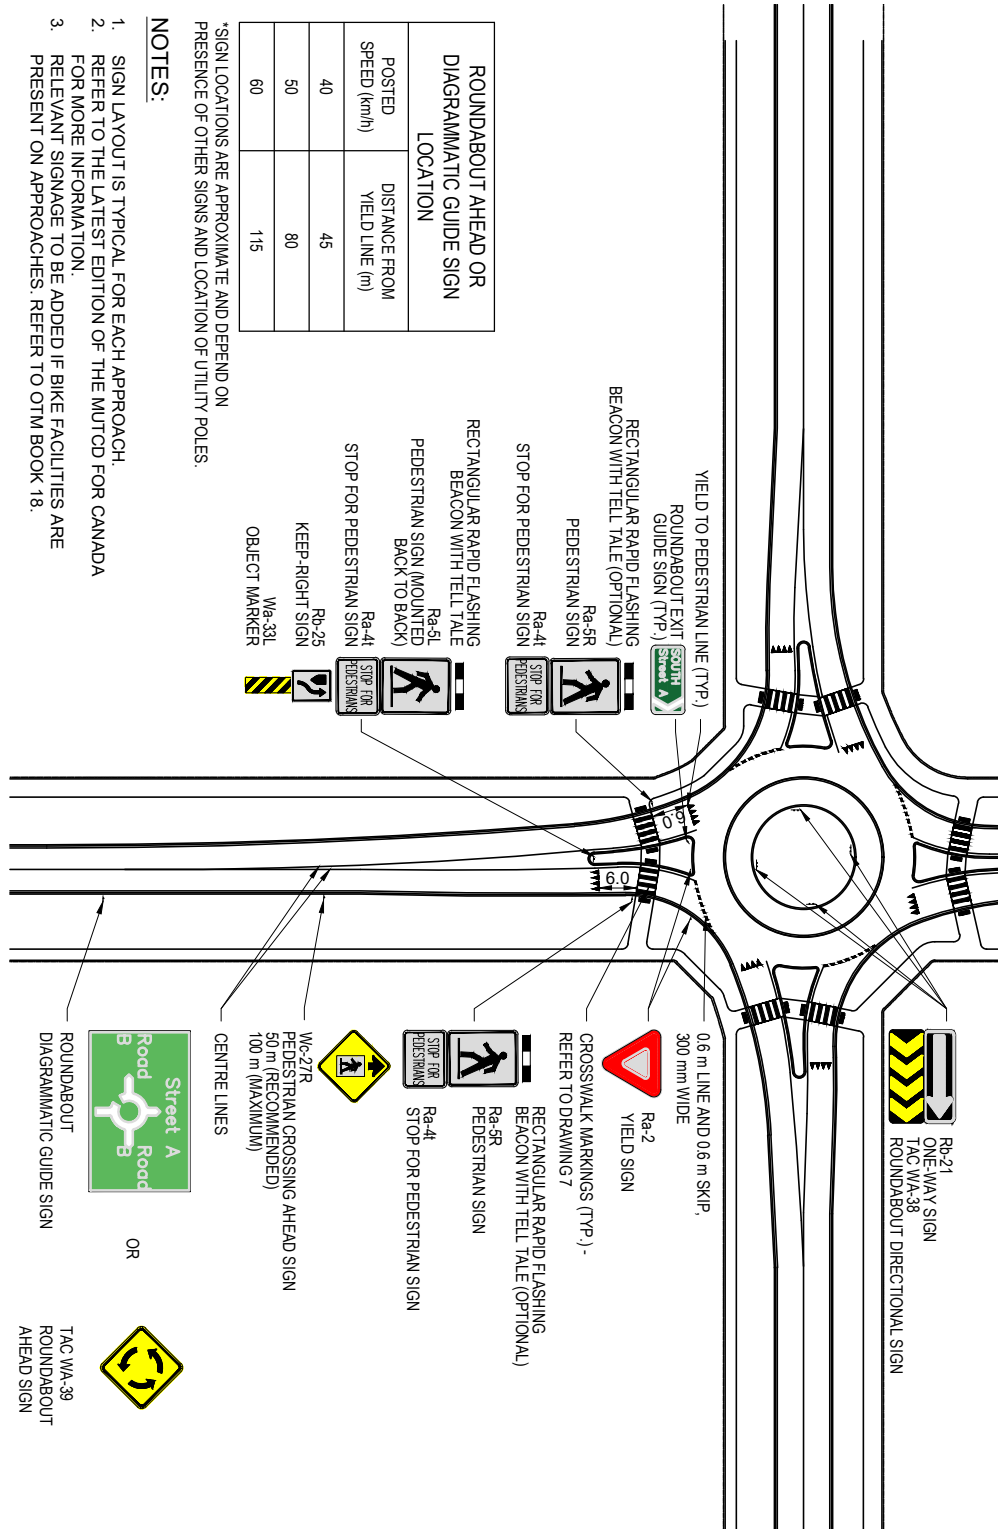 ROUNDABOUT AHEAD OR
DIAGRAMMATIC GUIDE SIGN
LOCATION
POSTED
SPEED (km/h)
DISTANCE FROM
YIELD LINE (m)
40
45
50
80
60
115
*SIGN LOCATIONS ARE APPROXIMATE AND DEPEND ON
PRESENCE OF OTHER SIGNS AND LOCATION OF UTILITY POLES.
NOTES:
1. SIGN LAYOUT IS TYPICAL FOR EACH APPROACH.
2. REFER TO THE LATEST EDITION OF THE MUTCD FOR CANADA
FOR MORE INFORMATION.
3. RELEVANT SIGNAGE TO BE ADDED IF BIKE FACILITIES ARE
PRESENT ON APPROACHES. REFER TO OTM BOOK 18.
YIELD TO PEDESTRIAN LINE (TYP.)
ROUNDABOUT EXIT
GUIDE SIGN (TYP.)
SOUTH
Street A
RECTANGULAR RAPID FLASHING
BEACON WITH TELL TALE (OPTIONAL)
Ra-5R
PEDESTRIAN SIGN
Ra-4t
STOP FOR PEDESTRIAN SIGN
STOP FOR
PEDESTRIANS
RECTANGULAR RAPID FLASHING
BEACON WITH TELL TALE
Ra-5L
PEDESTRIAN SIGN (MOUNTED
BACK TO BACK)
Ra-4t
STOP FOR PEDESTRIAN SIGN
STOP FOR
PEDESTRIANS
Rb-25
KEEP-RIGHT SIGN
Wa-33L
OBJECT MARKER
6.0
6.0
Rb-21
ONE-WAY SIGN
TAC WA-38
ROUNDABOUT DIRECTIONAL SIGN
0.6 m LINE AND 0.6 m SKIP,
300 mm WIDE
Ra-2
YIELD SIGN
CROSSWALK MARKINGS (TYP.) -
REFER TO DRAWING 7
RECTANGULAR RAPID FLASHING
BEACON WITH TELL TALE (OPTIONAL)
Ra-5R
PEDESTRIAN SIGN
Ra-4t
STOP FOR PEDESTRIAN SIGN
STOP FOR
PEDESTRIANS
Wc-27R
PEDESTRIAN CROSSING AHEAD SIGN
50 m (RECOMMENDED)
100 m (MAXIMUM)
CENTRE LINES
Street A
Road
B
Road
B
ROUNDABOUT
DIAGRAMMATIC GUIDE SIGN
OR
TAC WA-39
ROUNDABOUT
AHEAD SIGN